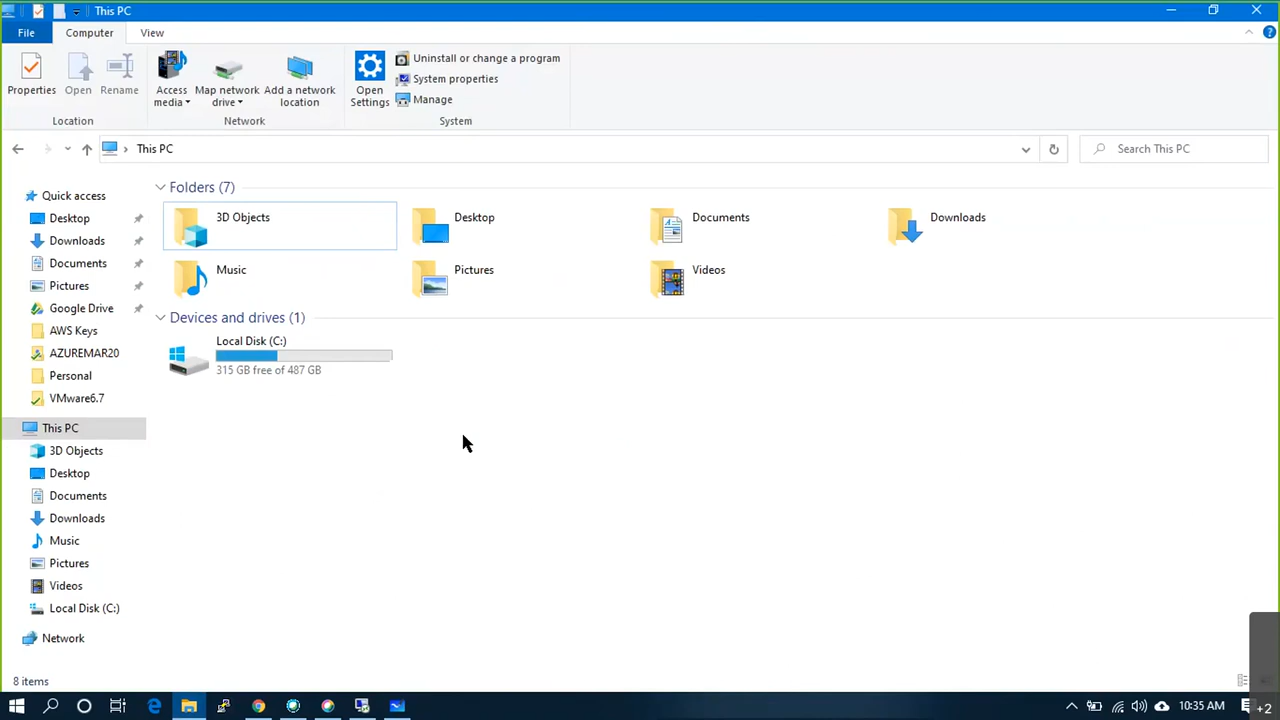 This PC
File Computer View
Properties
Open
Rename
Access media
Map network drive
Add a network location
Open Settings
Uninstall or change a program
System properties
Manage
Location
Network
System
This PC
Search This PC
Quick access
Desktop
Downloads
Documents
Pictures
Google Drive
AWS Keys
AZUREMAR20
Personal
VMware6.7
This PC
3D Objects
Desktop
Documents
Downloads
Music
Pictures
Videos
Local Disk (C:)
Network
Folders (7)
3D Objects
Desktop
Documents
Downloads
Music
Pictures
Videos
Devices and drives (1)
Local Disk (C:)
315 GB free of 487 GB
8 items
10:35 AM
+2